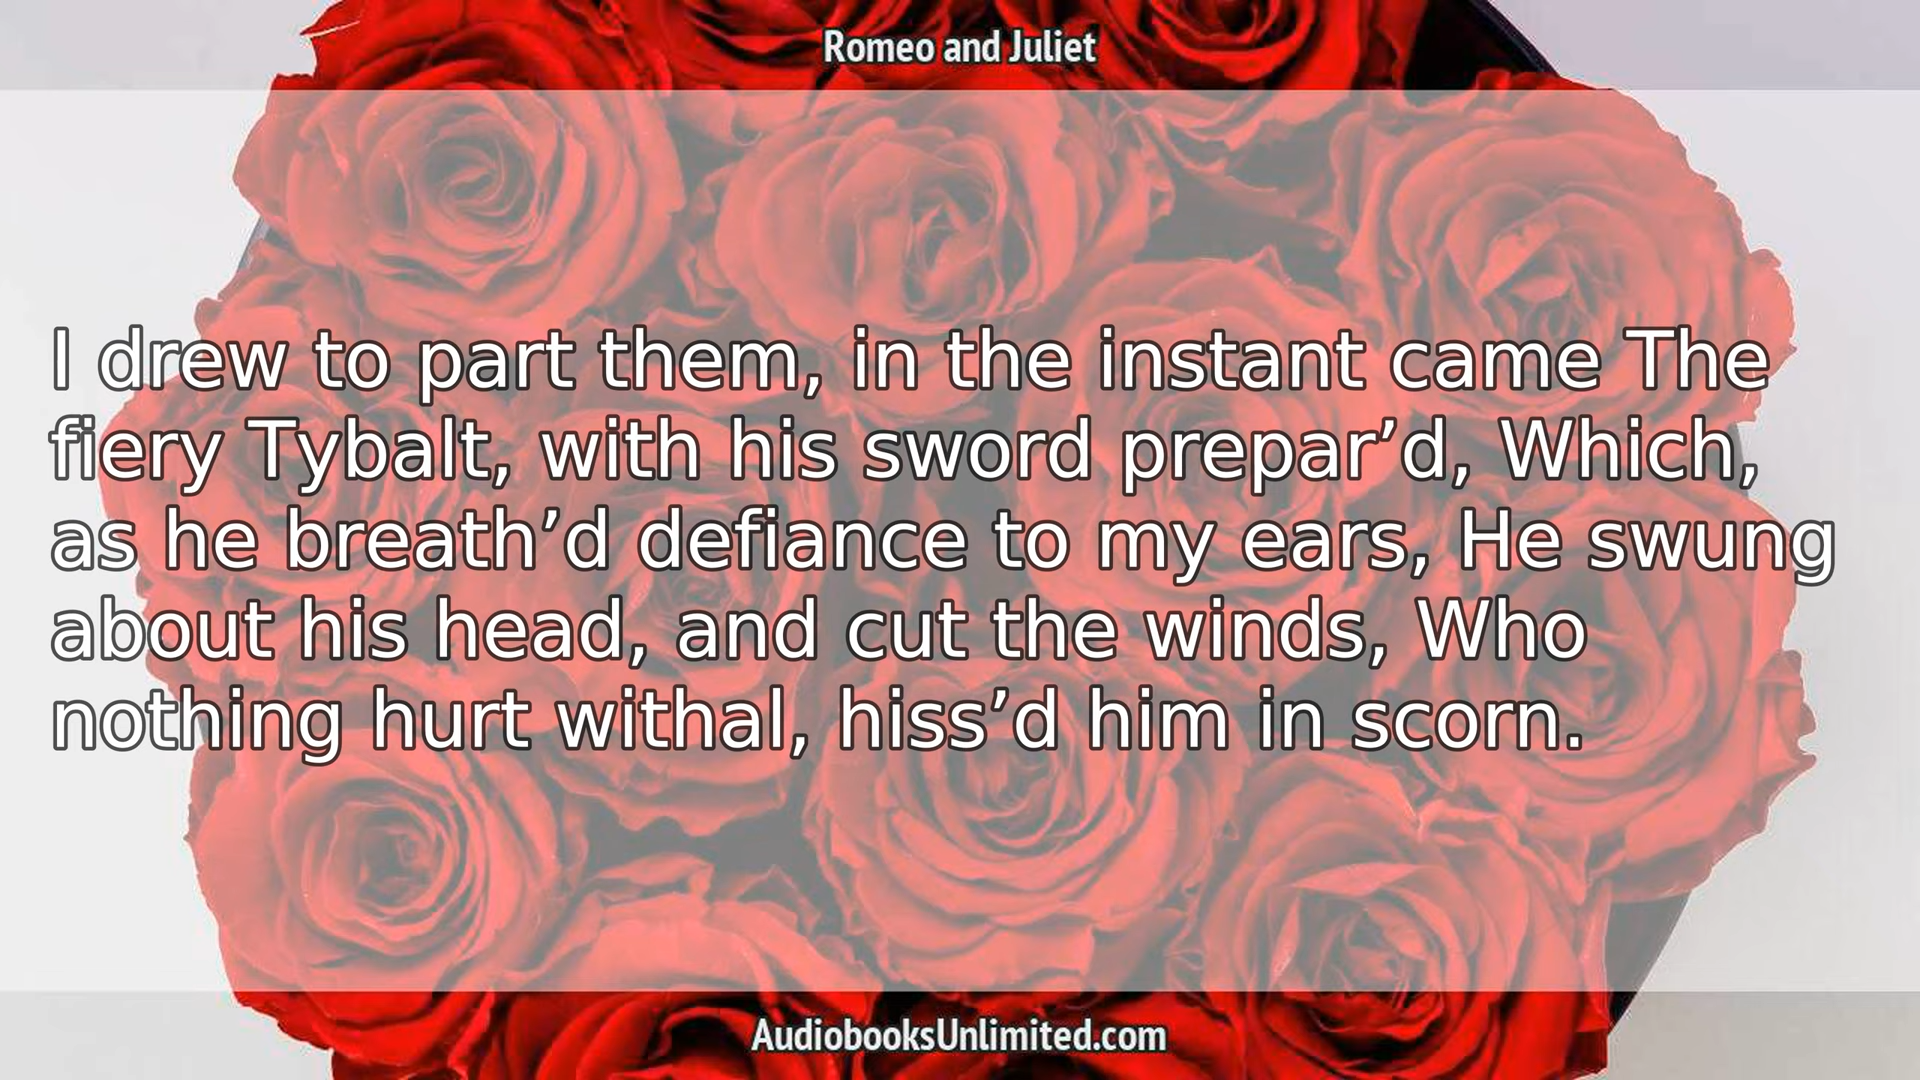 Romeo and Juliet
I drew to part them, in the instant came The
fiery Tybalt, with his sword prepar’d, Which,
as he breath’d defiance to my ears, He swung
about his head, and cut the winds, Who
nothing hurt withal, hiss’d him in scorn.
AudiobooksUnlimited.com